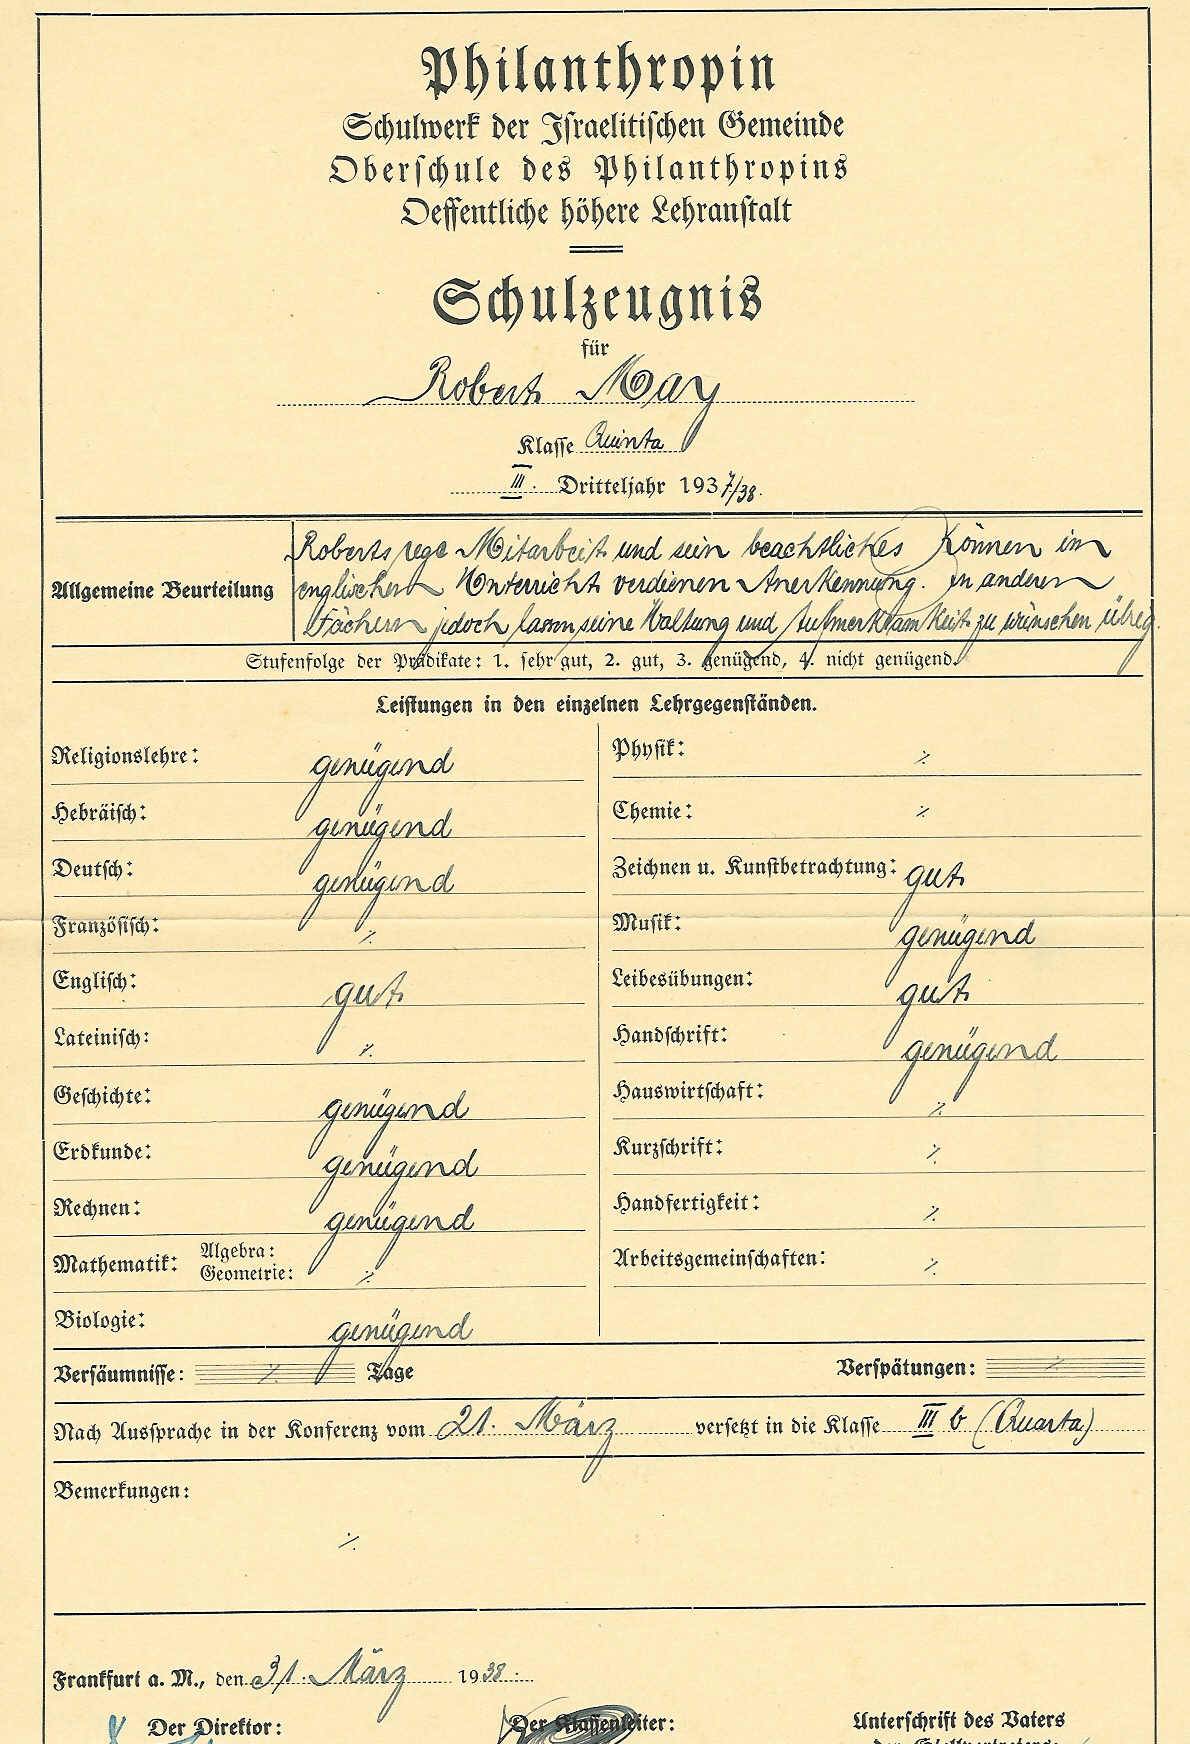 Philanthropin
Schulwerk der Israelitischen Gemeinde
Oberschule des Philanthropins
Oeffentliche höhere Lehranstalt
Schulzeugnis
für
Robert May
Klasse Quinta
III. Dritteljahr 1937/38.
Allgemeine Beurteilung
Roberts rege Mitarbeit und sein beachtliches Können im
englischen Unterricht verdienen Anerkennung. In anderen
Fächern jedoch lassen seine Haltung und Aufmerksamkeit zu wünschen übrig.
Stufenfolge der Prädikate: 1. sehr gut, 2. gut, 3. genügend, 4. nicht genügend.
Leistungen in den einzelnen Lehrgegenständen.
Religionslehre: genügend
Hebräisch: genügend
Deutsch: genügend
Französisch: ·/.
Englisch: gut
Lateinisch: ·/.
Geschichte: genügend
Erdkunde: genügend
Rechnen: genügend
Mathematik: Algebra:
Geometrie: ·/.
Biologie: genügend
Physik: ·/.
Chemie: ·/.
Zeichnen u. Kunstbetrachtung: gut
Musik: genügend
Leibesübungen: gut
Handschrift: genügend
Hauswirtschaft: ·/.
Kurzschrift: ·/.
Handfertigkeit: ·/.
Arbeitsgemeinschaften: ·/.
Versäumnisse: ·/. Tage Verspätungen: ·/.
Nach Aussprache in der Konferenz vom 21. März versetzt in die Klasse III b (Quarta)
Bemerkungen:
·/.
Frankfurt a. M., den 31. März 1938.
Der Direktor: Der Klassenleiter: Unterschrift des Vaters